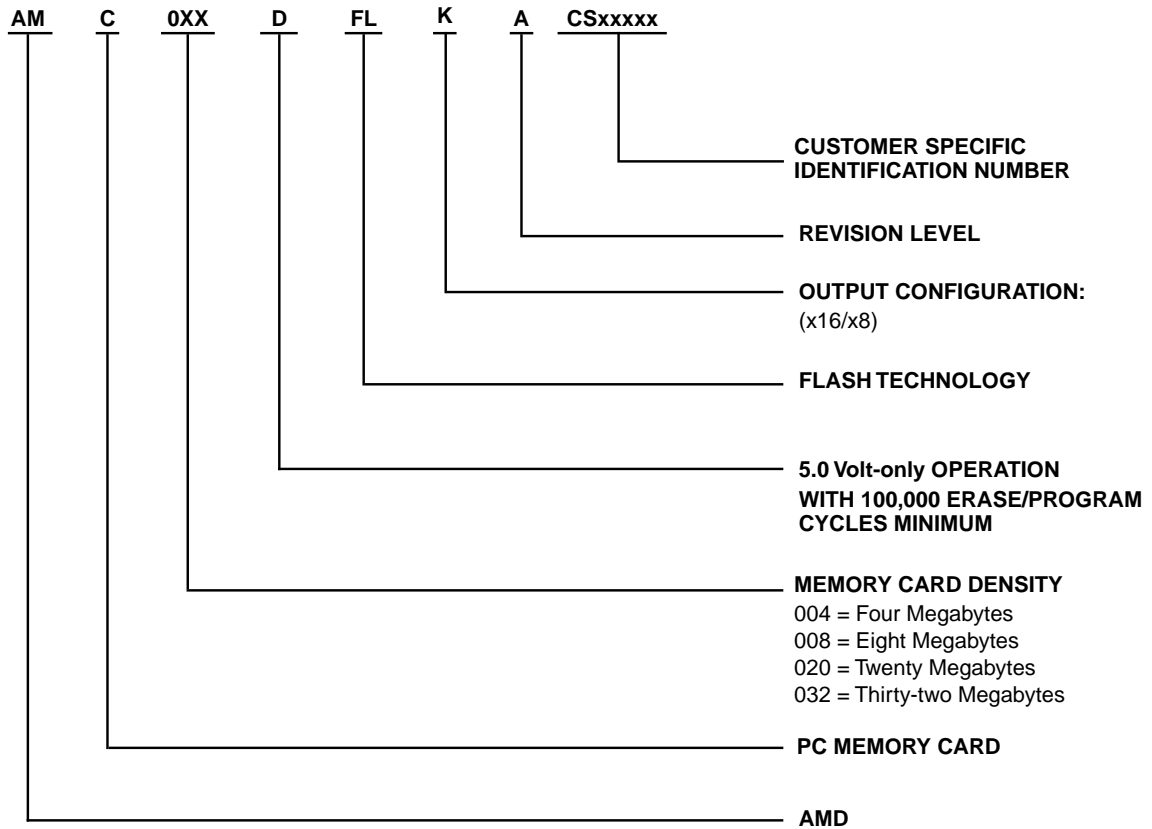 AM C 0XX D FL K A CSxxxxx
CUSTOMER SPECIFIC
IDENTIFICATION NUMBER
REVISION LEVEL
OUTPUT CONFIGURATION:
(x16/x8)
FLASH TECHNOLOGY
5.0 Volt-only OPERATION
WITH 100,000 ERASE/PROGRAM
CYCLES MINIMUM
MEMORY CARD DENSITY
004 = Four Megabytes
008 = Eight Megabytes
020 = Twenty Megabytes
032 = Thirty-two Megabytes
PC MEMORY CARD
AMD